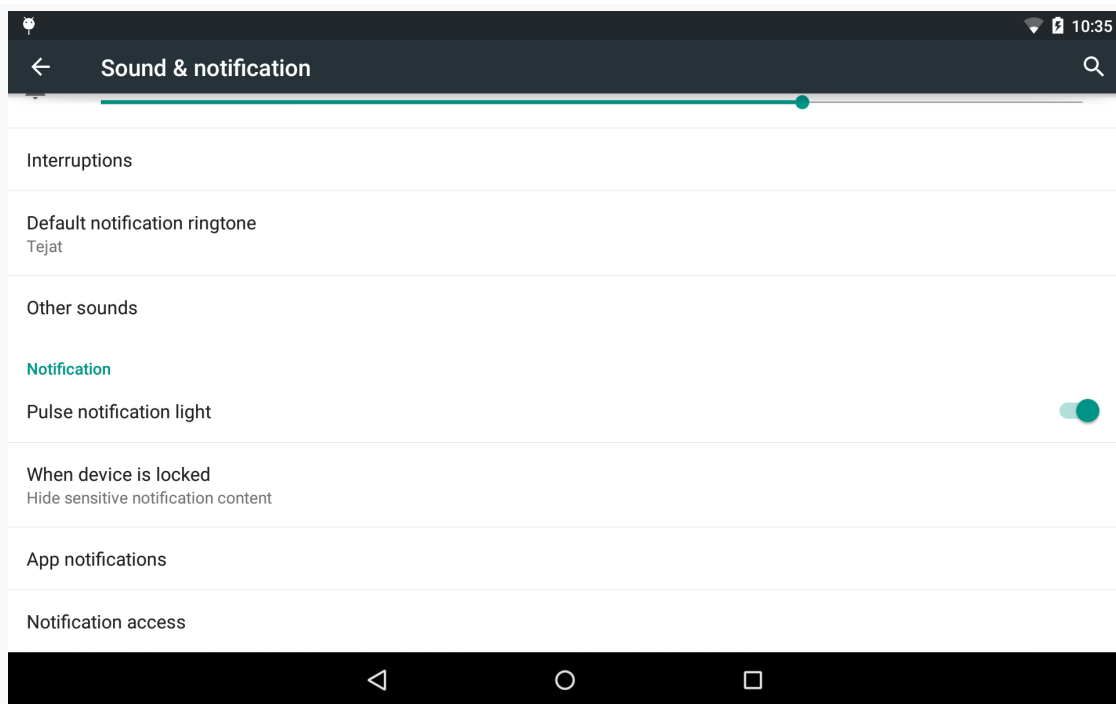 10:35
Sound & notification
Interruptions
Default notification ringtone
Tejat
Other sounds
Notification
Pulse notification light
When device is locked
Hide sensitive notification content
App notifications
Notification access